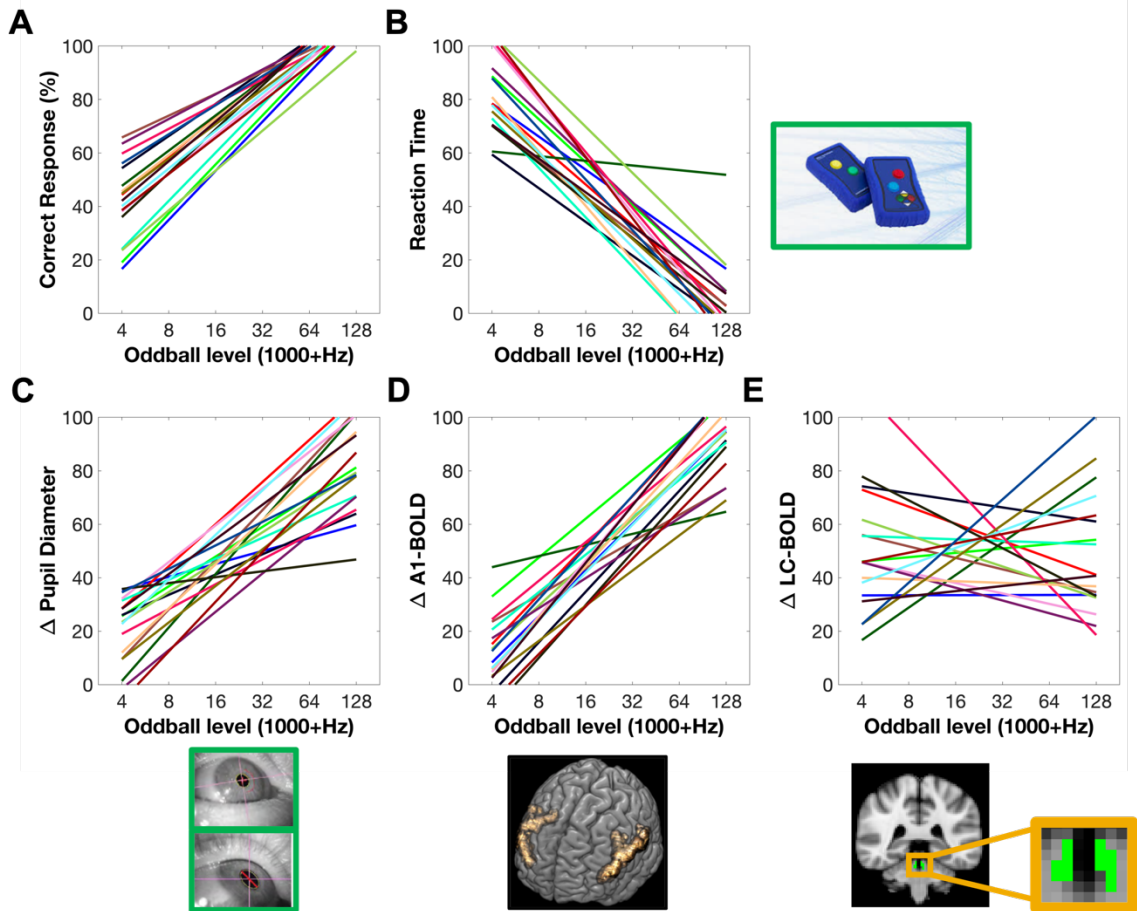 A
Correct Response (%)
100
80
60
40
20
0
4 8 16 32 64 128
Oddball level (1000+Hz)
B
Reaction Time
100
80
60
40
20
0
4 8 16 32 64 128
Oddball level (1000+Hz)
C
Δ Pupil Diameter
100
80
60
40
20
0
4 8 16 32 64 128
Oddball level (1000+Hz)
D
Δ A1-BOLD
100
80
60
40
20
0
4 8 16 32 64 128
Oddball level (1000+Hz)
E
Δ LC-BOLD
100
80
60
40
20
0
4 8 16 32 64 128
Oddball level (1000+Hz)